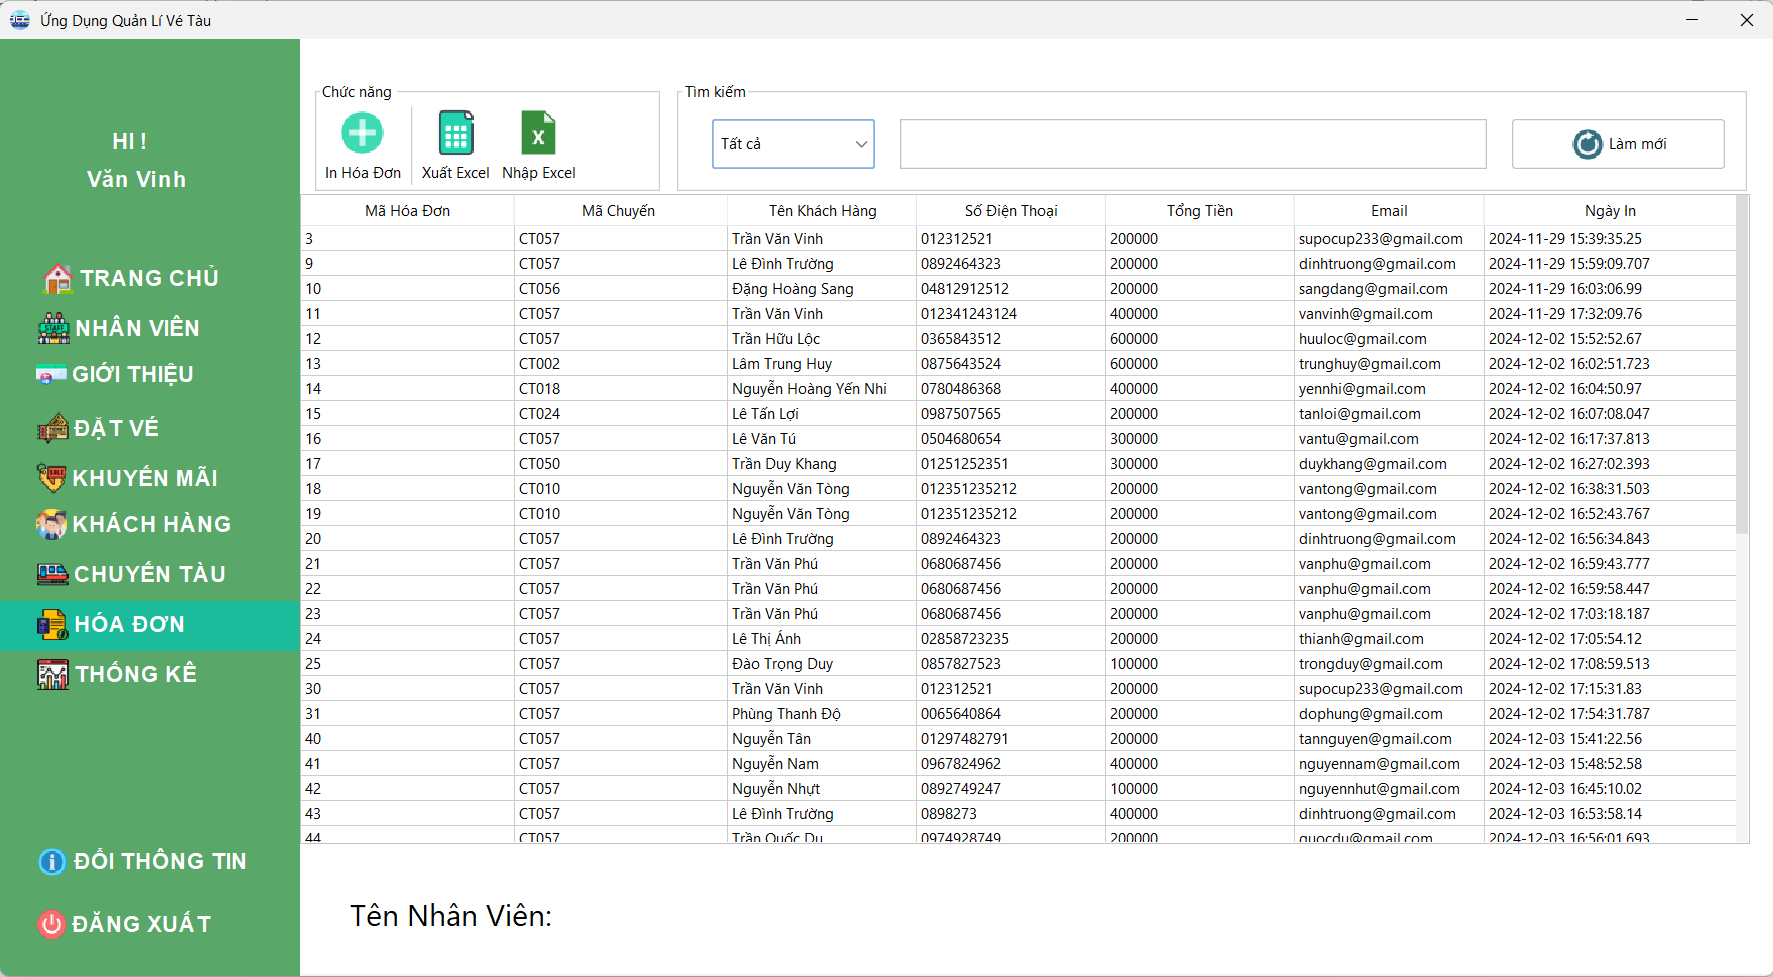 Ứng Dụng Quản Lí Vé Tàu
HI !
Văn Vinh
TRANG CHỦ
NHÂN VIÊN
GIỚI THIỆU
ĐẶT VÉ
KHUYẾN MÃI
KHÁCH HÀNG
CHUYẾN TÀU
HÓA ĐƠN
THỐNG KÊ
ĐỔI THÔNG TIN
ĐĂNG XUẤT
Chức năng
In Hóa Đơn Xuất Excel Nhập Excel
Tìm kiếm
Tất cả Làm mới
Mã Hóa Đơn Mã Chuyến Tên Khách Hàng Số Điện Thoại Tổng Tiền Email Ngày In
3 CT057 Trần Văn Vinh 012312521 200000 supocup233@gmail.com 2024-11-29 15:39:35.25
9 CT057 Lê Đình Trường 0892464323 200000 dinhtruong@gmail.com 2024-11-29 15:59:09.707
10 CT056 Đặng Hoàng Sang 04812912512 200000 sangdang@gmail.com 2024-11-29 16:03:06.99
11 CT057 Trần Văn Vinh 012341243124 400000 vanvinh@gmail.com 2024-11-29 17:32:09.76
12 CT057 Trần Hữu Lộc 0365843512 600000 huuloc@gmail.com 2024-12-02 15:52:52.67
13 CT002 Lâm Trung Huy 0875643524 600000 trunghuy@gmail.com 2024-12-02 16:02:51.723
14 CT018 Nguyễn Hoàng Yến Nhi 0780486368 400000 yennhi@gmail.com 2024-12-02 16:04:50.97
15 CT024 Lê Tấn Lợi 0987507565 200000 tanloi@gmail.com 2024-12-02 16:07:08.047
16 CT057 Lê Văn Tú 0504680654 300000 vantu@gmail.com 2024-12-02 16:17:37.813
17 CT050 Trần Duy Khang 01251252351 300000 duykhang@gmail.com 2024-12-02 16:27:02.393
18 CT010 Nguyễn Văn Tòng 012351235212 200000 vantong@gmail.com 2024-12-02 16:38:31.503
19 CT010 Nguyễn Văn Tòng 012351235212 200000 vantong@gmail.com 2024-12-02 16:52:43.767
20 CT057 Lê Đình Trường 0892464323 200000 dinhtruong@gmail.com 2024-12-02 16:56:34.843
21 CT057 Trần Văn Phú 0680687456 200000 vanphu@gmail.com 2024-12-02 16:59:43.777
22 CT057 Trần Văn Phú 0680687456 200000 vanphu@gmail.com 2024-12-02 16:59:58.447
23 CT057 Trần Văn Phú 0680687456 200000 vanphu@gmail.com 2024-12-02 17:03:18.187
24 CT057 Lê Thị Ánh 02858723235 200000 thianh@gmail.com 2024-12-02 17:05:54.12
25 CT057 Đào Trọng Duy 0857827523 100000 trongduy@gmail.com 2024-12-02 17:08:59.513
30 CT057 Trần Văn Vinh 012312521 200000 supocup233@gmail.com 2024-12-02 17:15:31.83
31 CT057 Phùng Thanh Độ 0065640864 200000 dophung@gmail.com 2024-12-02 17:54:31.787
40 CT057 Nguyễn Tân 01297482791 200000 tannguyen@gmail.com 2024-12-03 15:41:22.56
41 CT057 Nguyễn Nam 0967824962 400000 nguyennam@gmail.com 2024-12-03 15:48:52.58
42 CT057 Nguyễn Nhựt 0892749247 100000 nguyennhut@gmail.com 2024-12-03 16:45:10.02
43 CT057 Lê Đình Trường 0898273 400000 dinhtruong@gmail.com 2024-12-03 16:53:58.14
44 CT057 Trần Quốc Du 0974928749 200000 quocdu@gmail.com 2024-12-03 16:56:01.693
Tên Nhân Viên: